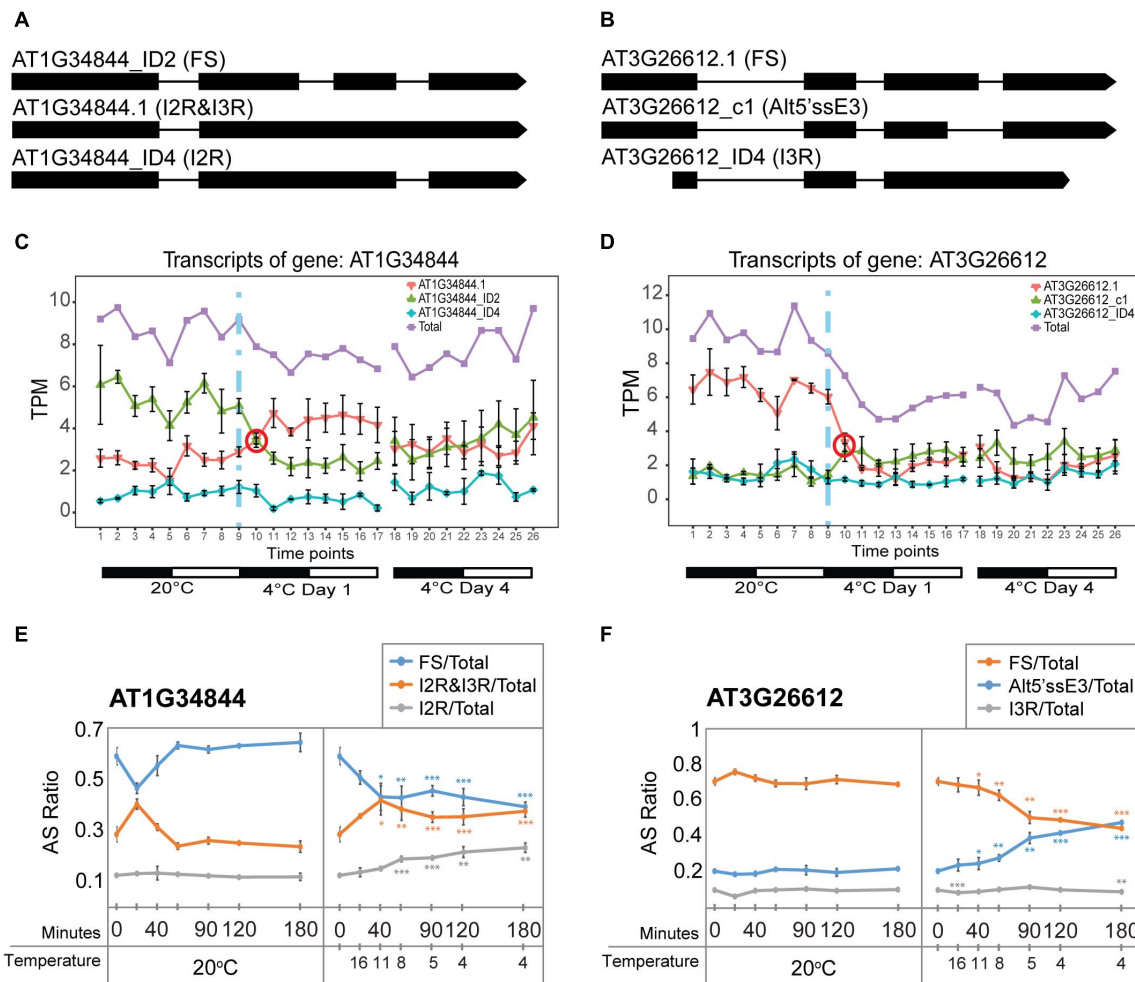 A
AT1G34844_ID2 (FS)
AT1G34844.1 (I2R&I3R)
AT1G34844_ID4 (I2R)
B
AT3G26612.1 (FS)
AT3G26612_c1 (Alt5'ssE3)
AT3G26612_ID4 (I3R)
C
Transcripts of gene: AT1G34844
AT1G34844.1
AT1G34844_ID2
AT1G34844_ID4
Total
TPM
10
8
6
4
2
0
1 2 3 4 5 6 7 8 9 10 11 12 13 14 15 16 17 18 19 20 21 22 23 24 25 26
Time points
20°C 4°C Day 1 4°C Day 4
D
Transcripts of gene: AT3G26612
AT3G26612.1
AT3G26612_c1
AT3G26612_ID4
Total
TPM
12
10
8
6
4
2
0
1 2 3 4 5 6 7 8 9 10 11 12 13 14 15 16 17 18 19 20 21 22 23 24 25 26
Time points
20°C 4°C Day 1 4°C Day 4
E
FS/Total
I2R&I3R/Total
I2R/Total
AT1G34844
AS Ratio
0.7
0.5
0.3
0.1
* ** *** *** ***
* ** *** *** ***
*** *** ** **
Minutes 0 40 90 120 180 0 40 90 120 180
Temperature 20°C 16 11 8 5 4 4
F
FS/Total
Alt5'ssE3/Total
I3R/Total
AT3G26612
AS Ratio
1
0.8
0.6
0.4
0.2
* ** ** *** ***
* ** ** *** ***
*** **
Minutes 0 40 90 120 180 0 40 90 120 180
Temperature 20°C 16 11 8 5 4 4